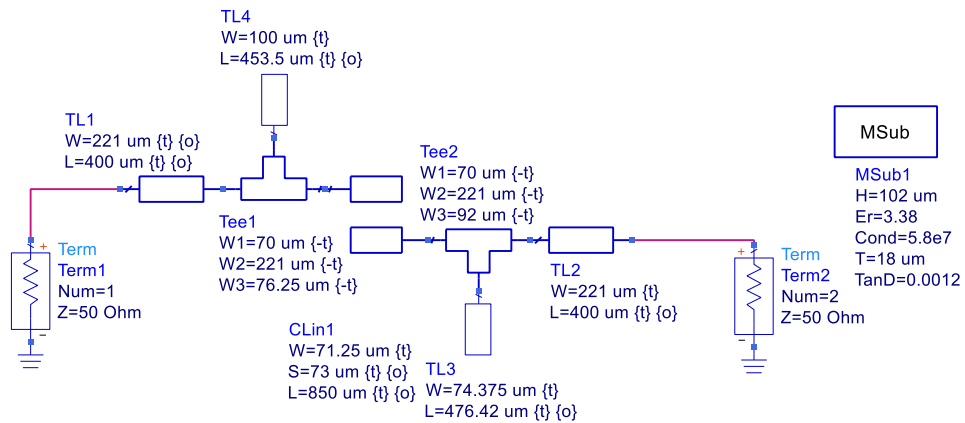 TL4
W=100 um {t}
L=453.5 um {t} {o}
TL1
W=221 um {t} {o}
L=400 um {t} {o}
Tee1
W1=70 um {-t}
W2=221 um {-t}
W3=76.25 um {-t}
Tee2
W1=70 um {-t}
W2=221 um {-t}
W3=92 um {-t}
MSub
MSub1
H=102 um
Er=3.38
Cond=5.8e7
T=18 um
TanD=0.0012
+
Term
Term1
Num=1
Z=50 Ohm
-
TL2
W=221 um {t}
L=400 um {t} {o}
+
Term
Term2
Num=2
Z=50 Ohm
-
CLin1
W=71.25 um {t}
S=73 um {t} {o}
L=850 um {t} {o}
TL3
W=74.375 um {t}
L=476.42 um {t} {o}